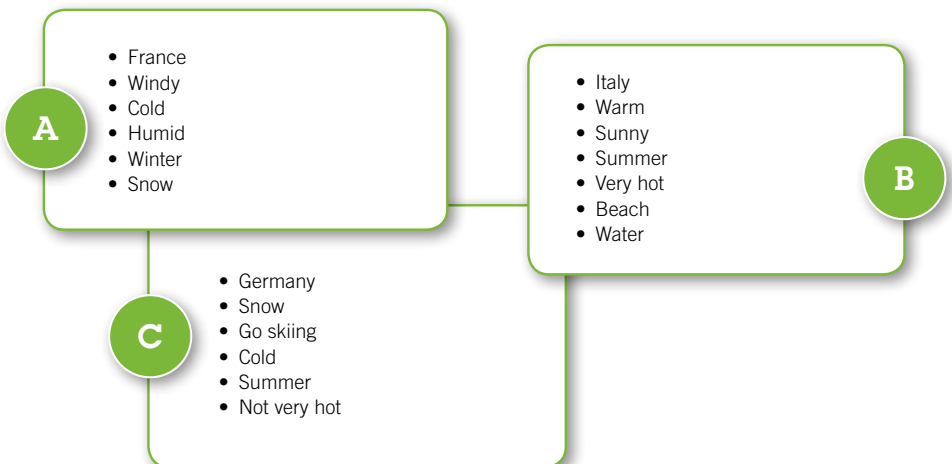 A
• France
• Windy
• Cold
• Humid
• Winter
• Snow
B
• Italy
• Warm
• Sunny
• Summer
• Very hot
• Beach
• Water
C
• Germany
• Snow
• Go skiing
• Cold
• Summer
• Not very hot